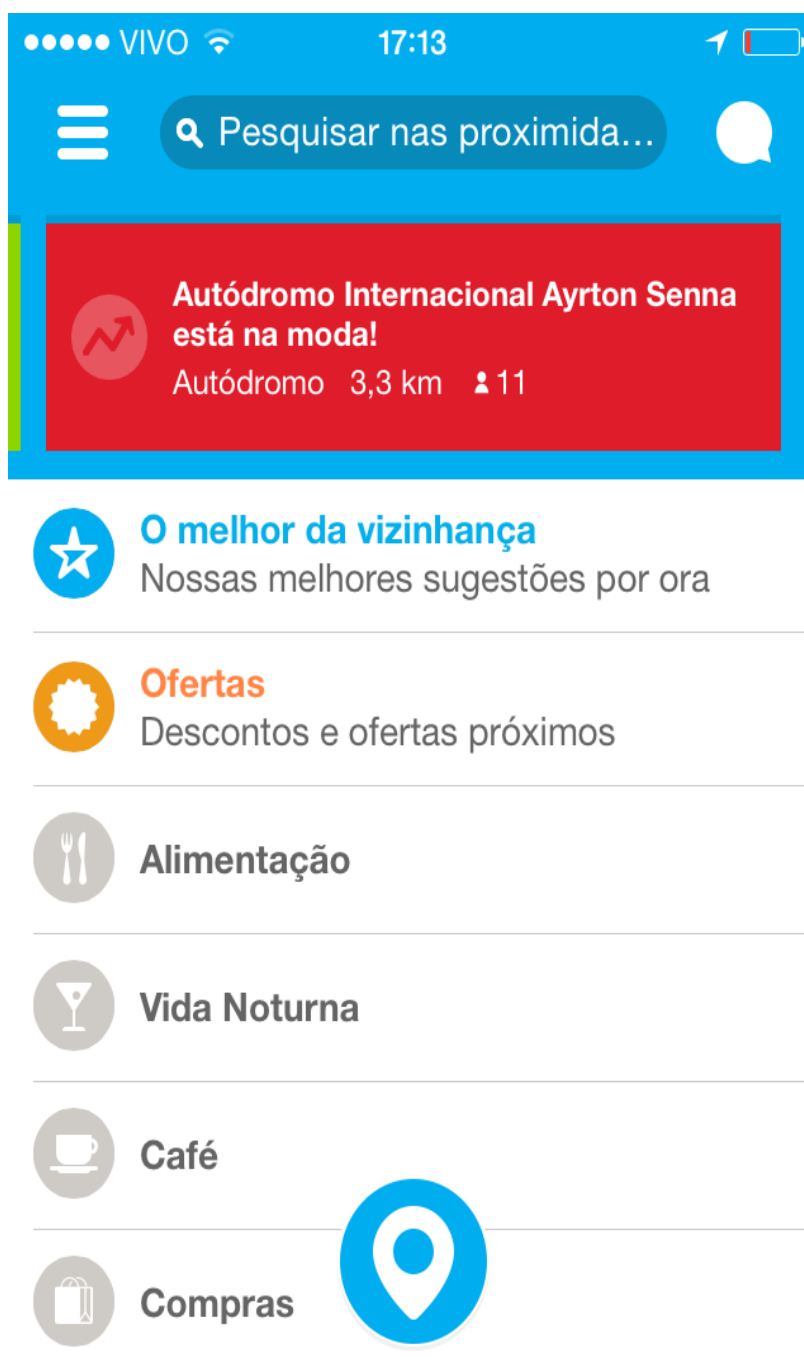 VIVO 17:13
Pesquisar nas proximida...
Autódromo Internacional Ayrton Senna
está na moda!
Autódromo 3,3 km 11
O melhor da vizinhança
Nossas melhores sugestões por ora
Ofertas
Descontos e ofertas próximos
Alimentação
Vida Noturna
Café
Compras